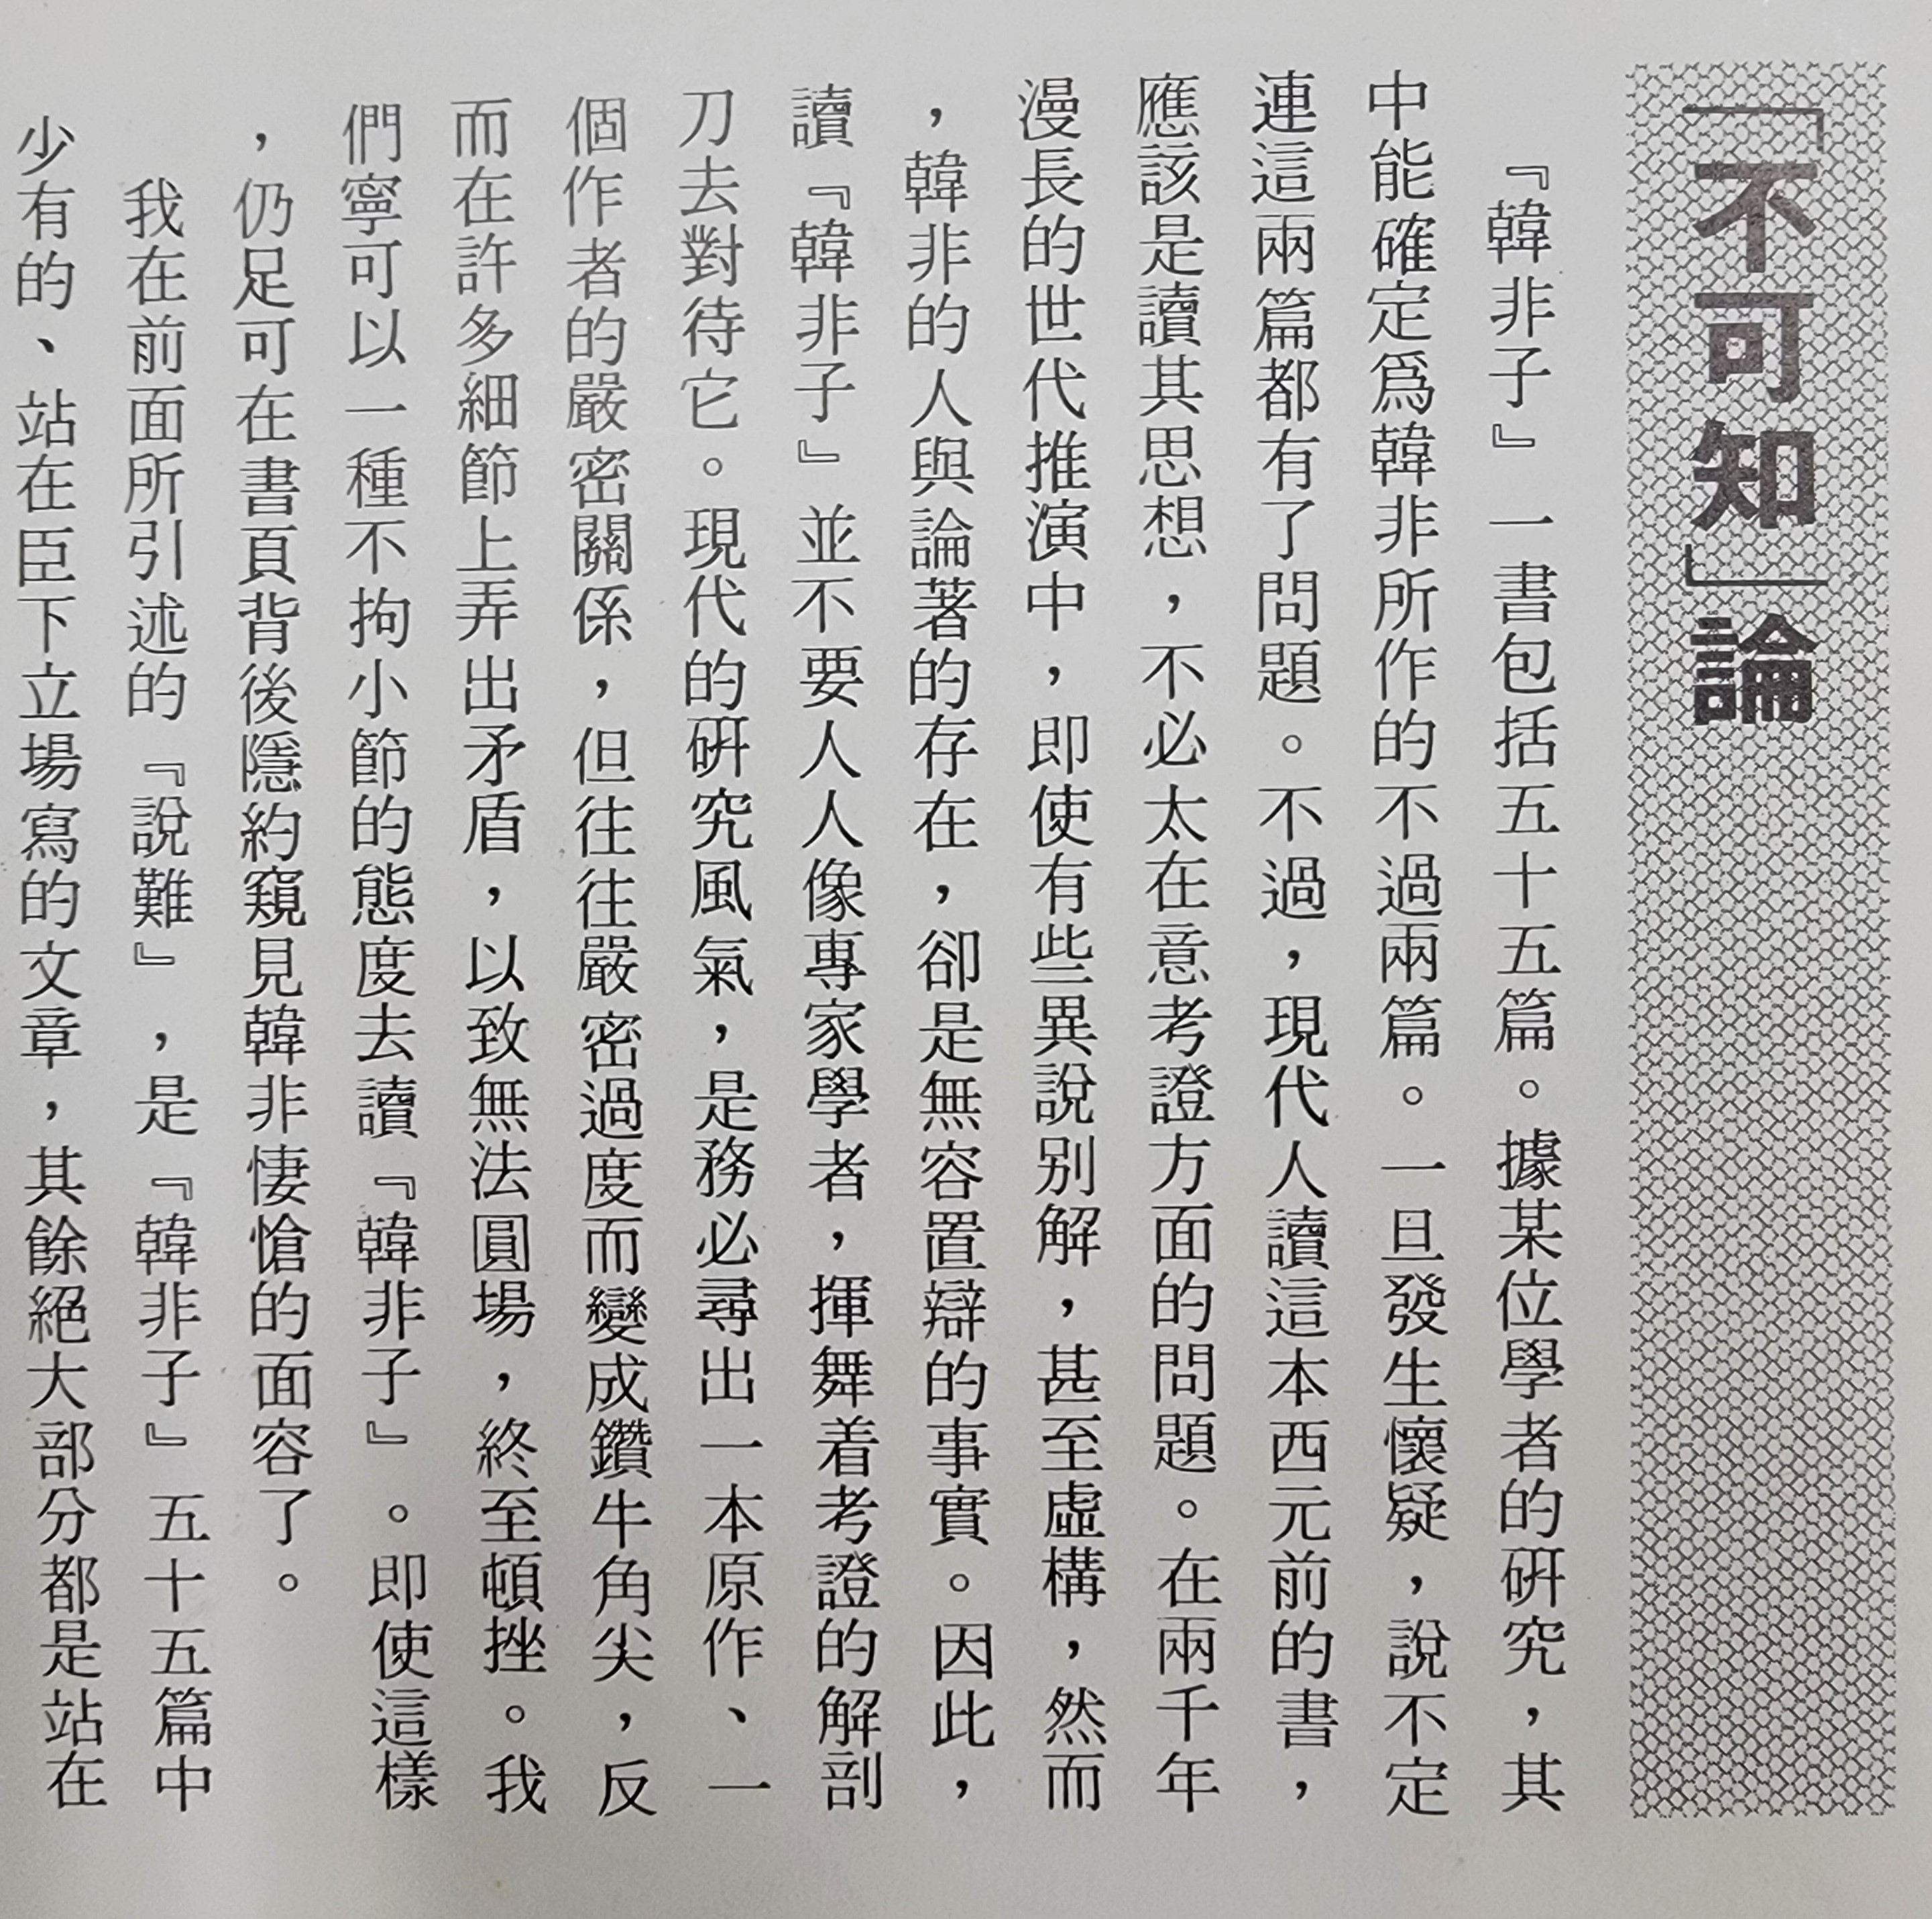 「不可知」論
『韓非子』一書包括五十五篇。據某位學者的研究，其
中能確定爲韓非所作的不過兩篇。一旦發生懷疑，說不定
連這兩篇都有了問題。不過，現代人讀這本西元前的書，
應該是讀其思想，不必太在意考證方面的問題。在兩千年
漫長的世代推演中，即使有些異說別解，甚至虛構，然而
，韓非的人與論著的存在，卻是無容置辯的事實。因此，
讀『韓非子』並不要人人像專家學者，揮舞着考證的解剖
刀去對待它。現代的研究風氣，是務必尋出一本原作、一
個作者的嚴密關係，但往往嚴密過度而變成鑽牛角尖，反
而在許多細節上弄出矛盾，以致無法圓場，終至頓挫。我
們寧可以一種不拘小節的態度去讀『韓非子』。即使這樣
，仍足可在書頁背後隱約窺見韓非悽愴的面容了。
我在前面所引述的『說難』，是『韓非子』五十五篇中
少有的、站在臣下立場寫的文章，其餘絕大部分都是站在